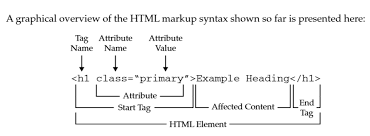 A graphical overview of the HTML markup syntax shown so far is presented here:
Tag Attribute Attribute
Name Name Value
<h1 class="primary">Example Heading</h1>
Attribute
Start Tag Affected Content End
Tag
HTML Element